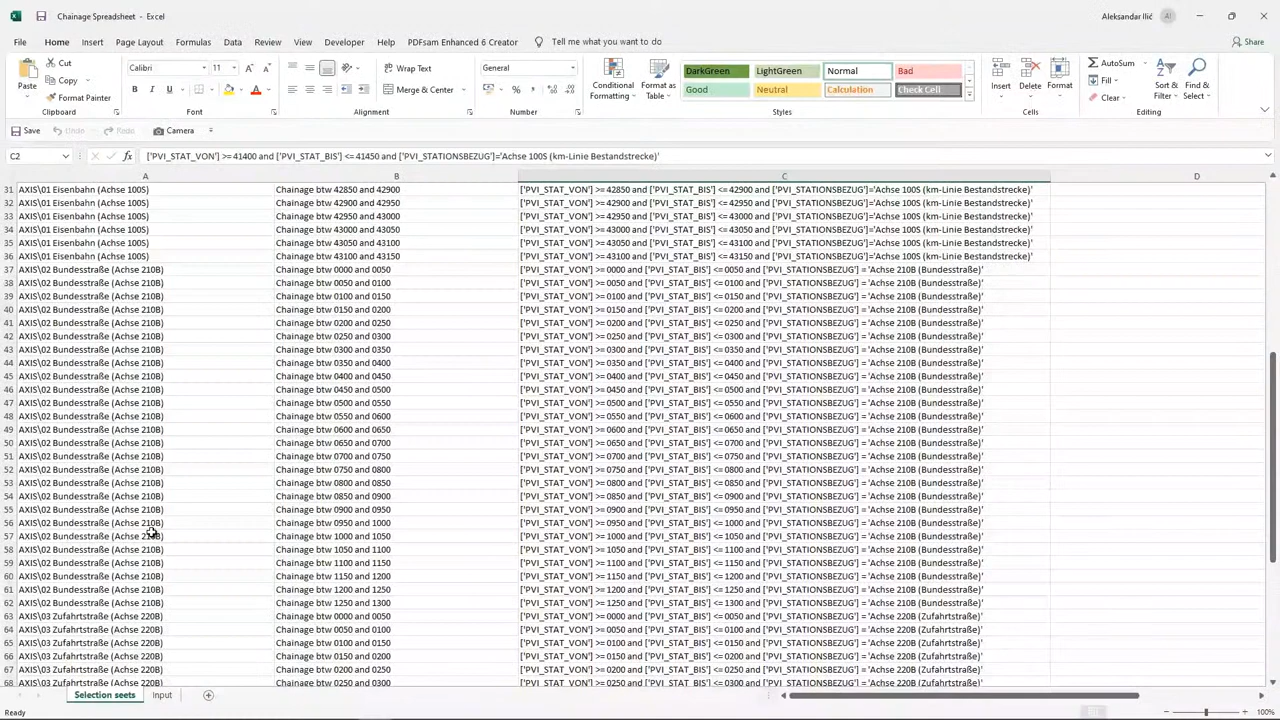 Chainage Spreadsheet - Excel
Aleksandar Ilić
AI
File Home Insert Page Layout Formulas Data Review View Developer Help PDFsam Enhanced 6 Creator Tell me what you want to do Share
Paste
Cut
Copy
Format Painter
Clipboard
Calibri 11
Font
Wrap Text
Merge & Center
Alignment
General
Number
Conditional Formatting
Format as Table
DarkGreen LightGreen Normal Bad
Good Neutral Calculation Check Cell
Styles
Insert Delete Format
Cells
AutoSum
Fill
Clear
Sort & Filter
Find & Select
Editing
Save Undo Redo Camera
C2 fx ['PVI_STAT_VON'] >= 41400 and ['PVI_STAT_BIS'] <= 41450 and ['PVI_STATIONSBEZUG']='Achse 100S (km-Linie Bestandstrecke)'
A B C D
31 AXIS\01 Eisenbahn (Achse 100S) Chainage btw 42850 and 42900 ['PVI_STAT_VON'] >= 42850 and ['PVI_STAT_BIS'] <= 42900 and ['PVI_STATIONSBEZUG']='Achse 100S (km-Linie Bestandstrecke)'
32 AXIS\01 Eisenbahn (Achse 100S) Chainage btw 42900 and 42950 ['PVI_STAT_VON'] >= 42900 and ['PVI_STAT_BIS'] <= 42950 and ['PVI_STATIONSBEZUG']='Achse 100S (km-Linie Bestandstrecke)'
33 AXIS\01 Eisenbahn (Achse 100S) Chainage btw 42950 and 43000 ['PVI_STAT_VON'] >= 42950 and ['PVI_STAT_BIS'] <= 43000 and ['PVI_STATIONSBEZUG']='Achse 100S (km-Linie Bestandstrecke)'
34 AXIS\01 Eisenbahn (Achse 100S) Chainage btw 43000 and 43050 ['PVI_STAT_VON'] >= 43000 and ['PVI_STAT_BIS'] <= 43050 and ['PVI_STATIONSBEZUG']='Achse 100S (km-Linie Bestandstrecke)'
35 AXIS\01 Eisenbahn (Achse 100S) Chainage btw 43050 and 43100 ['PVI_STAT_VON'] >= 43050 and ['PVI_STAT_BIS'] <= 43100 and ['PVI_STATIONSBEZUG']='Achse 100S (km-Linie Bestandstrecke)'
36 AXIS\01 Eisenbahn (Achse 100S) Chainage btw 43100 and 43150 ['PVI_STAT_VON'] >= 43100 and ['PVI_STAT_BIS'] <= 43150 and ['PVI_STATIONSBEZUG']='Achse 100S (km-Linie Bestandstrecke)'
37 AXIS\02 Bundesstraße (Achse 210B) Chainage btw 0000 and 0050 ['PVI_STAT_VON'] >= 0000 and ['PVI_STAT_BIS'] <= 0050 and ['PVI_STATIONSBEZUG'] = 'Achse 210B (Bundesstraße)'
38 AXIS\02 Bundesstraße (Achse 210B) Chainage btw 0050 and 0100 ['PVI_STAT_VON'] >= 0050 and ['PVI_STAT_BIS'] <= 0100 and ['PVI_STATIONSBEZUG'] = 'Achse 210B (Bundesstraße)'
39 AXIS\02 Bundesstraße (Achse 210B) Chainage btw 0100 and 0150 ['PVI_STAT_VON'] >= 0100 and ['PVI_STAT_BIS'] <= 0150 and ['PVI_STATIONSBEZUG'] = 'Achse 210B (Bundesstraße)'
40 AXIS\02 Bundesstraße (Achse 210B) Chainage btw 0150 and 0200 ['PVI_STAT_VON'] >= 0150 and ['PVI_STAT_BIS'] <= 0200 and ['PVI_STATIONSBEZUG'] = 'Achse 210B (Bundesstraße)'
41 AXIS\02 Bundesstraße (Achse 210B) Chainage btw 0200 and 0250 ['PVI_STAT_VON'] >= 0200 and ['PVI_STAT_BIS'] <= 0250 and ['PVI_STATIONSBEZUG'] = 'Achse 210B (Bundesstraße)'
42 AXIS\02 Bundesstraße (Achse 210B) Chainage btw 0250 and 0300 ['PVI_STAT_VON'] >= 0250 and ['PVI_STAT_BIS'] <= 0300 and ['PVI_STATIONSBEZUG'] = 'Achse 210B (Bundesstraße)'
43 AXIS\02 Bundesstraße (Achse 210B) Chainage btw 0300 and 0350 ['PVI_STAT_VON'] >= 0300 and ['PVI_STAT_BIS'] <= 0350 and ['PVI_STATIONSBEZUG'] = 'Achse 210B (Bundesstraße)'
44 AXIS\02 Bundesstraße (Achse 210B) Chainage btw 0350 and 0400 ['PVI_STAT_VON'] >= 0350 and ['PVI_STAT_BIS'] <= 0400 and ['PVI_STATIONSBEZUG'] = 'Achse 210B (Bundesstraße)'
45 AXIS\02 Bundesstraße (Achse 210B) Chainage btw 0400 and 0450 ['PVI_STAT_VON'] >= 0400 and ['PVI_STAT_BIS'] <= 0450 and ['PVI_STATIONSBEZUG'] = 'Achse 210B (Bundesstraße)'
46 AXIS\02 Bundesstraße (Achse 210B) Chainage btw 0450 and 0500 ['PVI_STAT_VON'] >= 0450 and ['PVI_STAT_BIS'] <= 0500 and ['PVI_STATIONSBEZUG'] = 'Achse 210B (Bundesstraße)'
47 AXIS\02 Bundesstraße (Achse 210B) Chainage btw 0500 and 0550 ['PVI_STAT_VON'] >= 0500 and ['PVI_STAT_BIS'] <= 0550 and ['PVI_STATIONSBEZUG'] = 'Achse 210B (Bundesstraße)'
48 AXIS\02 Bundesstraße (Achse 210B) Chainage btw 0550 and 0600 ['PVI_STAT_VON'] >= 0550 and ['PVI_STAT_BIS'] <= 0600 and ['PVI_STATIONSBEZUG'] = 'Achse 210B (Bundesstraße)'
49 AXIS\02 Bundesstraße (Achse 210B) Chainage btw 0600 and 0650 ['PVI_STAT_VON'] >= 0600 and ['PVI_STAT_BIS'] <= 0650 and ['PVI_STATIONSBEZUG'] = 'Achse 210B (Bundesstraße)'
50 AXIS\02 Bundesstraße (Achse 210B) Chainage btw 0650 and 0700 ['PVI_STAT_VON'] >= 0650 and ['PVI_STAT_BIS'] <= 0700 and ['PVI_STATIONSBEZUG'] = 'Achse 210B (Bundesstraße)'
51 AXIS\02 Bundesstraße (Achse 210B) Chainage btw 0700 and 0750 ['PVI_STAT_VON'] >= 0700 and ['PVI_STAT_BIS'] <= 0750 and ['PVI_STATIONSBEZUG'] = 'Achse 210B (Bundesstraße)'
52 AXIS\02 Bundesstraße (Achse 210B) Chainage btw 0750 and 0800 ['PVI_STAT_VON'] >= 0750 and ['PVI_STAT_BIS'] <= 0800 and ['PVI_STATIONSBEZUG'] = 'Achse 210B (Bundesstraße)'
53 AXIS\02 Bundesstraße (Achse 210B) Chainage btw 0800 and 0850 ['PVI_STAT_VON'] >= 0800 and ['PVI_STAT_BIS'] <= 0850 and ['PVI_STATIONSBEZUG'] = 'Achse 210B (Bundesstraße)'
54 AXIS\02 Bundesstraße (Achse 210B) Chainage btw 0850 and 0900 ['PVI_STAT_VON'] >= 0850 and ['PVI_STAT_BIS'] <= 0900 and ['PVI_STATIONSBEZUG'] = 'Achse 210B (Bundesstraße)'
55 AXIS\02 Bundesstraße (Achse 210B) Chainage btw 0900 and 0950 ['PVI_STAT_VON'] >= 0900 and ['PVI_STAT_BIS'] <= 0950 and ['PVI_STATIONSBEZUG'] = 'Achse 210B (Bundesstraße)'
56 AXIS\02 Bundesstraße (Achse 210B) Chainage btw 0950 and 1000 ['PVI_STAT_VON'] >= 0950 and ['PVI_STAT_BIS'] <= 1000 and ['PVI_STATIONSBEZUG'] = 'Achse 210B (Bundesstraße)'
57 AXIS\02 Bundesstraße (Achse 210B) Chainage btw 1000 and 1050 ['PVI_STAT_VON'] >= 1000 and ['PVI_STAT_BIS'] <= 1050 and ['PVI_STATIONSBEZUG'] = 'Achse 210B (Bundesstraße)'
58 AXIS\02 Bundesstraße (Achse 210B) Chainage btw 1050 and 1100 ['PVI_STAT_VON'] >= 1050 and ['PVI_STAT_BIS'] <= 1100 and ['PVI_STATIONSBEZUG'] = 'Achse 210B (Bundesstraße)'
59 AXIS\02 Bundesstraße (Achse 210B) Chainage btw 1100 and 1150 ['PVI_STAT_VON'] >= 1100 and ['PVI_STAT_BIS'] <= 1150 and ['PVI_STATIONSBEZUG'] = 'Achse 210B (Bundesstraße)'
60 AXIS\02 Bundesstraße (Achse 210B) Chainage btw 1150 and 1200 ['PVI_STAT_VON'] >= 1150 and ['PVI_STAT_BIS'] <= 1200 and ['PVI_STATIONSBEZUG'] = 'Achse 210B (Bundesstraße)'
61 AXIS\02 Bundesstraße (Achse 210B) Chainage btw 1200 and 1250 ['PVI_STAT_VON'] >= 1200 and ['PVI_STAT_BIS'] <= 1250 and ['PVI_STATIONSBEZUG'] = 'Achse 210B (Bundesstraße)'
62 AXIS\02 Bundesstraße (Achse 210B) Chainage btw 1250 and 1300 ['PVI_STAT_VON'] >= 1250 and ['PVI_STAT_BIS'] <= 1300 and ['PVI_STATIONSBEZUG'] = 'Achse 210B (Bundesstraße)'
63 AXIS\03 Zufahrtstraße (Achse 220B) Chainage btw 0000 and 0050 ['PVI_STAT_VON'] >= 0000 and ['PVI_STAT_BIS'] <= 0050 and ['PVI_STATIONSBEZUG'] = 'Achse 220B (Zufahrtstraße)'
64 AXIS\03 Zufahrtstraße (Achse 220B) Chainage btw 0050 and 0100 ['PVI_STAT_VON'] >= 0050 and ['PVI_STAT_BIS'] <= 0100 and ['PVI_STATIONSBEZUG'] = 'Achse 220B (Zufahrtstraße)'
65 AXIS\03 Zufahrtstraße (Achse 220B) Chainage btw 0100 and 0150 ['PVI_STAT_VON'] >= 0100 and ['PVI_STAT_BIS'] <= 0150 and ['PVI_STATIONSBEZUG'] = 'Achse 220B (Zufahrtstraße)'
66 AXIS\03 Zufahrtstraße (Achse 220B) Chainage btw 0150 and 0200 ['PVI_STAT_VON'] >= 0150 and ['PVI_STAT_BIS'] <= 0200 and ['PVI_STATIONSBEZUG'] = 'Achse 220B (Zufahrtstraße)'
67 AXIS\03 Zufahrtstraße (Achse 220B) Chainage btw 0200 and 0250 ['PVI_STAT_VON'] >= 0200 and ['PVI_STAT_BIS'] <= 0250 and ['PVI_STATIONSBEZUG'] = 'Achse 220B (Zufahrtstraße)'
68 AXIS\03 Zufahrtstraße (Achse 220B) Chainage btw 0250 and 0300 ['PVI_STAT_VON'] >= 0250 and ['PVI_STAT_BIS'] <= 0300 and ['PVI_STATIONSBEZUG'] = 'Achse 220B (Zufahrtstraße)'
Selection seets Input
Ready 100%